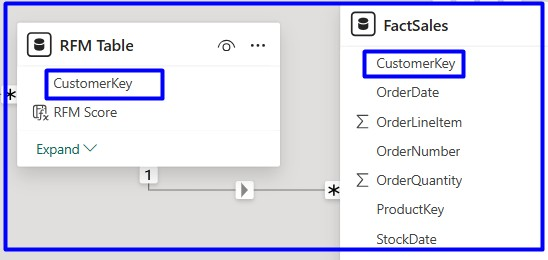 RFM Table
CustomerKey
RFM Score
Expand
1
*
*
FactSales
CustomerKey
OrderDate
OrderLineItem
OrderNumber
OrderQuantity
ProductKey
StockDate